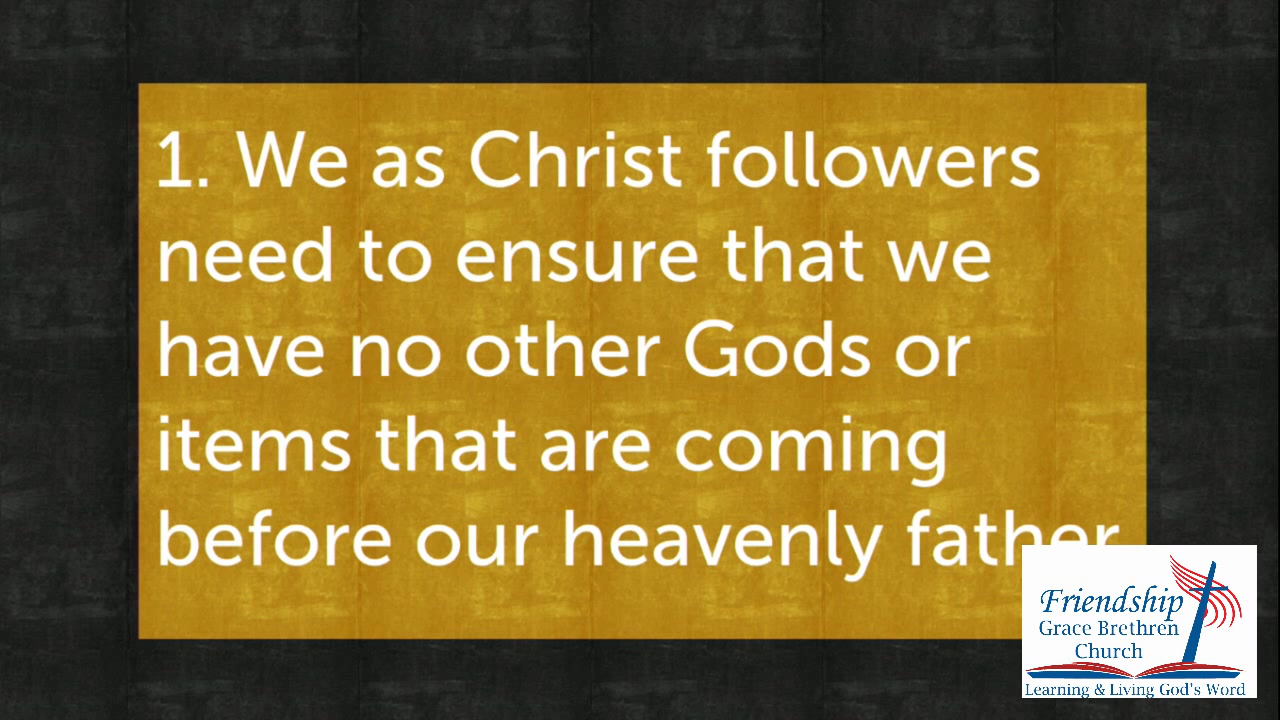 1. We as Christ followers
need to ensure that we
have no other Gods or
items that are coming
before our heavenly father
Friendship
Grace Brethren
Church
Learning & Living God's Word